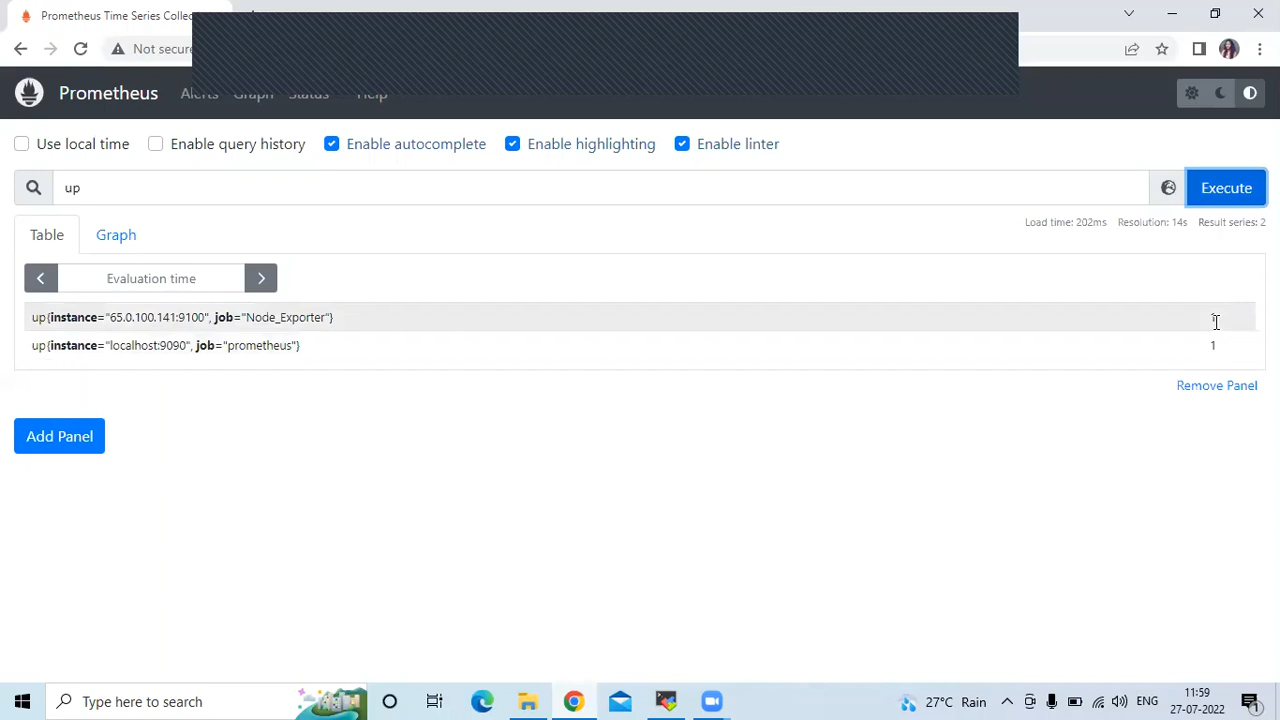 Prometheus Time Series Collec
Not secure
Prometheus
Alerts Graph Status Help
Use local time Enable query history Enable autocomplete Enable highlighting Enable linter
up
Execute
Load time: 202ms Resolution: 14s Result series: 2
Table Graph
Evaluation time
up{instance="65.0.100.141:9100", job="Node_Exporter"}
up{instance="localhost:9090", job="prometheus"} 1
Remove Panel
Add Panel
Type here to search
27°C Rain
ENG
11:59
27-07-2022
1